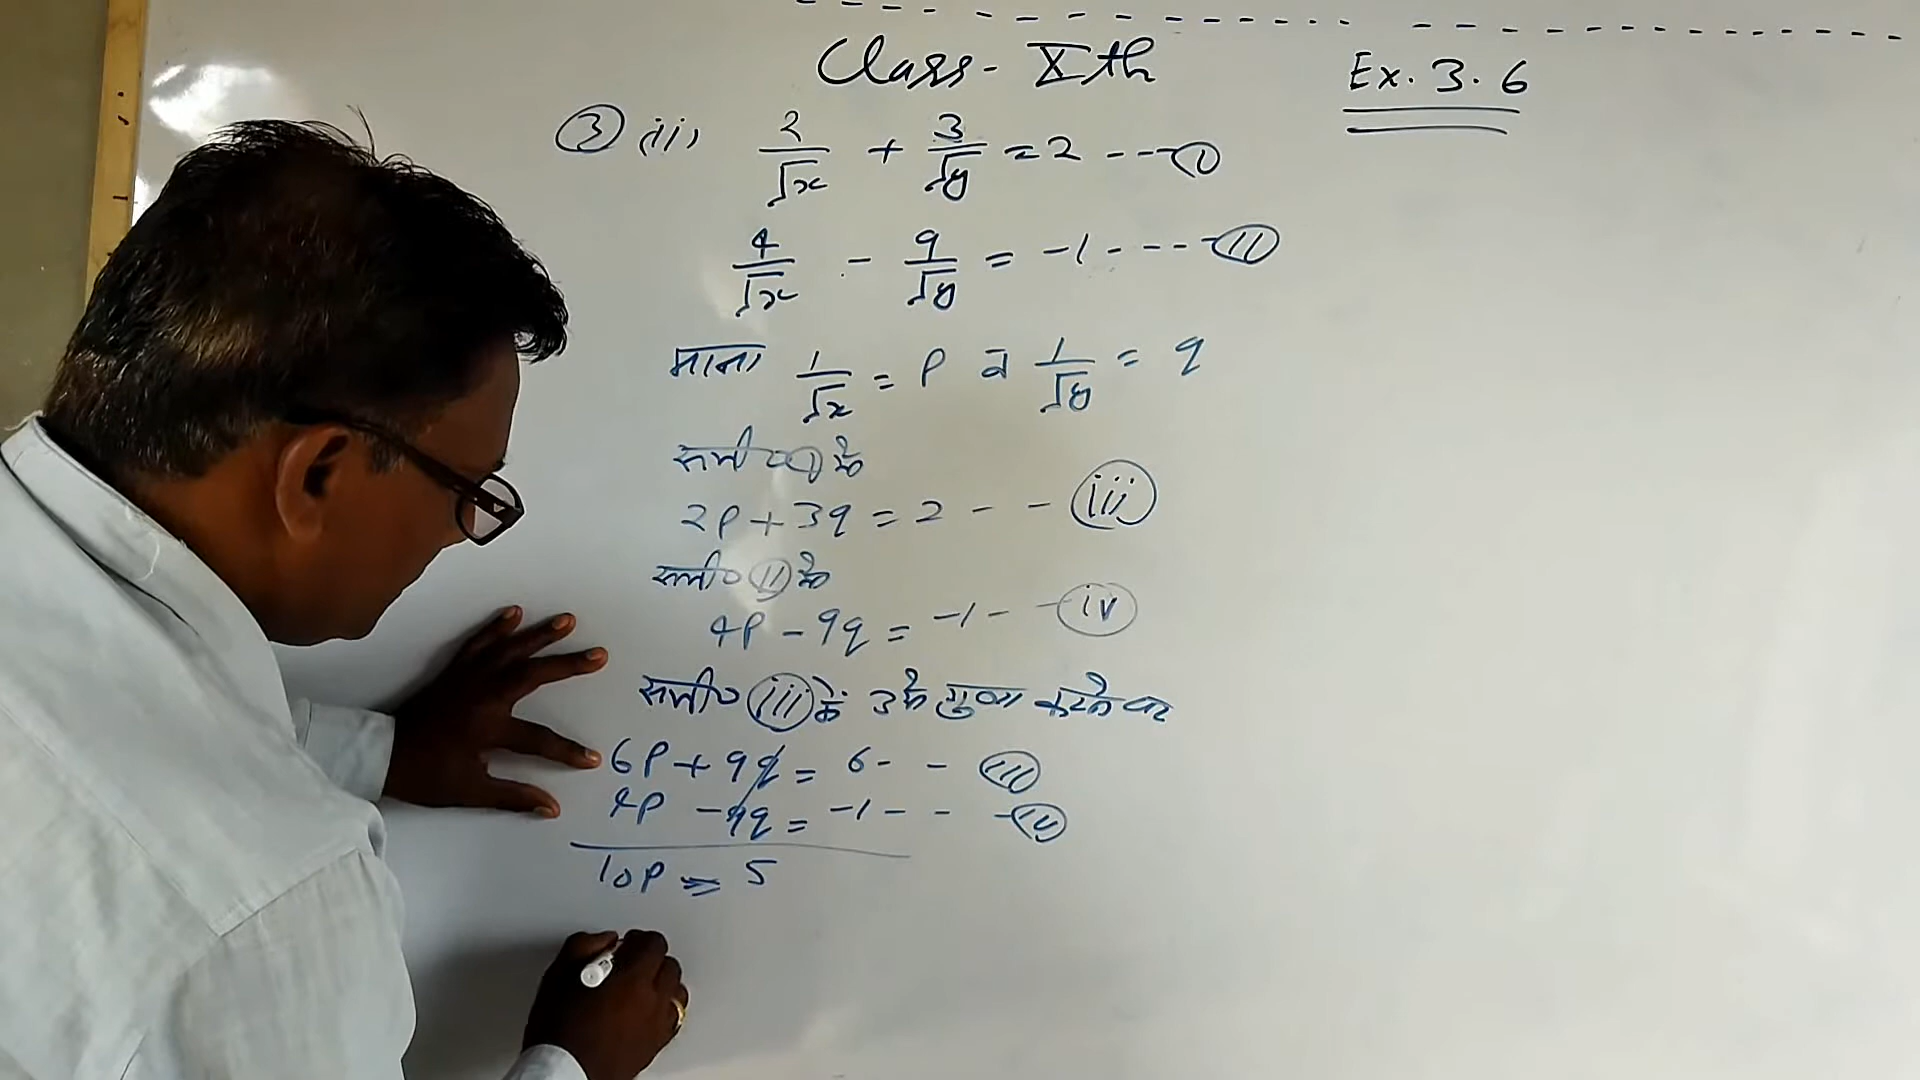 Class - Xth
Ex. 3.6
③ (ii) 2/√x + 3/√y = 2 --- ①
4/√x - 9/√y = -1 ---- (II)
माना 1/√x = P व 1/√y = q
समी० ① से
2P + 3q = 2 - - (iii)
समी० (II) से
4P - 9q = -1 - - (iv)
समी० (iii) में 3 से गुणा करने पर
6P + 9q = 6 - - (III)
4P - 9q = -1 - - - (iv)
10P = 5